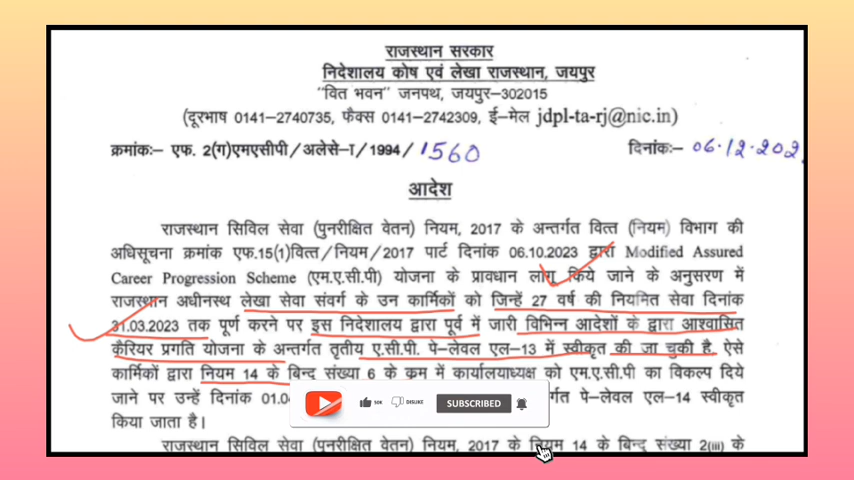 राजस्थान सरकार
निदेशालय कोष एवं लेखा राजस्थान, जयपुर
"वित भवन" जनपथ, जयपुर-302015
(दूरभाष 0141-2740735, फैक्स 0141-2742309, ई-मेल jdpl-ta-rj@nic.in)
क्रमांकः- एफ. 2(ग)एमएसीपी/अलेसे-I/1994/1560 दिनांकः- 06.12.202
आदेश
राजस्थान सिविल सेवा (पुनरीक्षित वेतन) नियम, 2017 के अन्तर्गत वित्त (नियम) विभाग की
अधिसूचना क्रमांक एफ.15(1)वित्त/नियम/2017 पार्ट दिनांक 06.10.2023 द्वारा Modified Assured
Career Progression Scheme (एम.ए.सी.पी) योजना के प्रावधान लागू किये जाने के अनुसरण में
राजस्थान अधीनस्थ लेखा सेवा संवर्ग के उन कार्मिकों को जिन्हें 27 वर्ष की नियमित सेवा दिनांक
31.03.2023 तक पूर्ण करने पर इस निदेशालय द्वारा पूर्व में जारी विभिन्न आदेशों के द्वारा आश्वासित
कैरियर प्रगति योजना के अन्तर्गत तृतीय ए.सी.पी. पे-लेवल एल-13 में स्वीकृत की जा चुकी है, ऐसे
कार्मिकों द्वारा नियम 14 के बिन्दु संख्या 6 के क्रम में कार्यालयाध्यक्ष को एम.ए.सी.पी का विकल्प दिये
जाने पर उन्हें दिनांक 01.0 र्गत पे-लेवल एल-14 स्वीकृत
किया जाता है।
50K DISLIKE SUBSCRIBED
राजस्थान सिविल सेवा (पुनरीक्षित वेतन) नियम, 2017 के नियम 14 के बिन्दु संख्या 2(iii) के